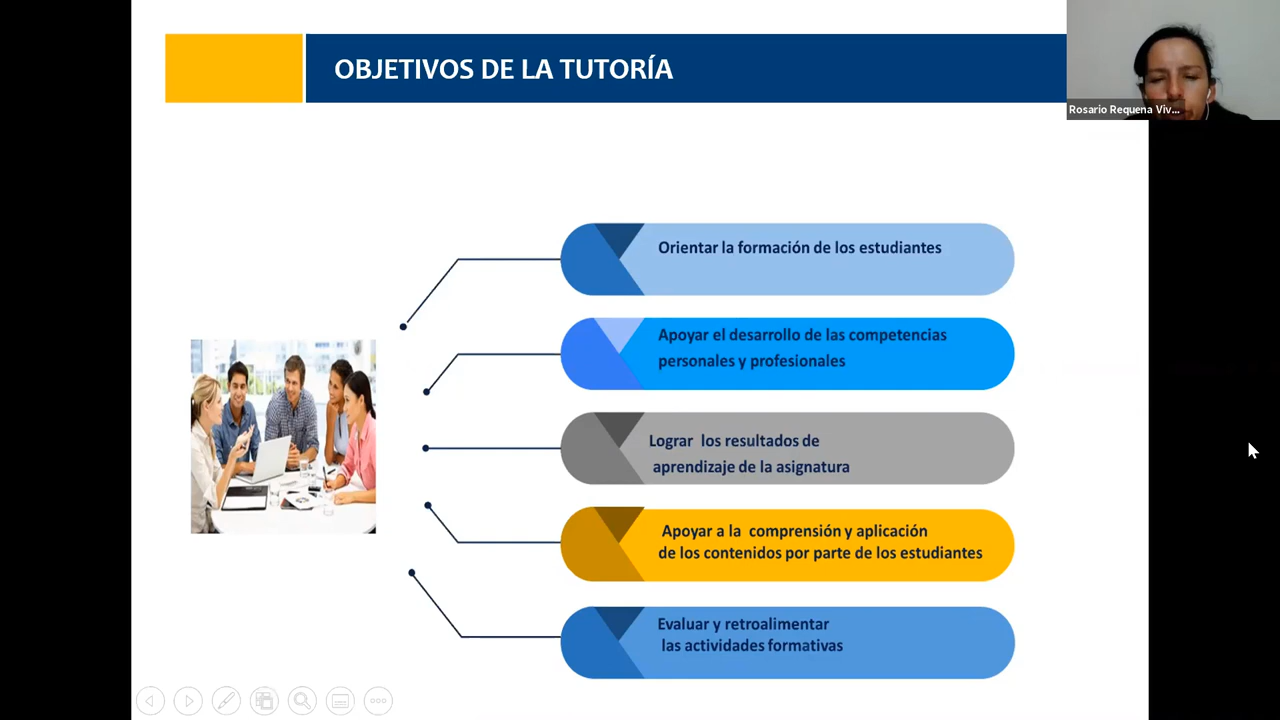 OBJETIVOS DE LA TUTORÍA
Rosario Requena Viv...
Orientar la formación de los estudiantes
Apoyar el desarrollo de las competencias
personales y profesionales
Lograr los resultados de
aprendizaje de la asignatura
Apoyar a la comprensión y aplicación
de los contenidos por parte de los estudiantes
Evaluar y retroalimentar
las actividades formativas